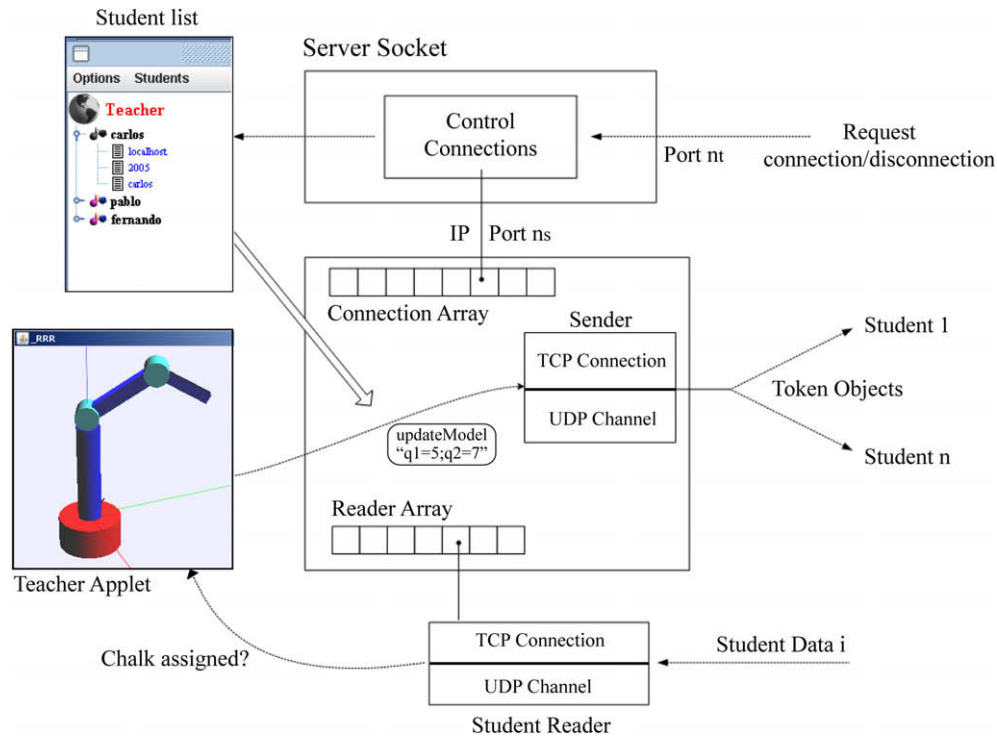 Student list
Options Students
Teacher
carlos
localhost
2005
carlos
pablo
fernando
Server Socket
Control
Connections
Port nt
Request
connection/disconnection
IP Port ns
Connection Array
Sender
TCP Connection
UDP Channel
Student 1
Token Objects
Student n
updateModel
“q1=5;q2=7”
Reader Array
_RRR
Teacher Applet
Chalk assigned?
TCP Connection
UDP Channel
Student Reader
Student Data i